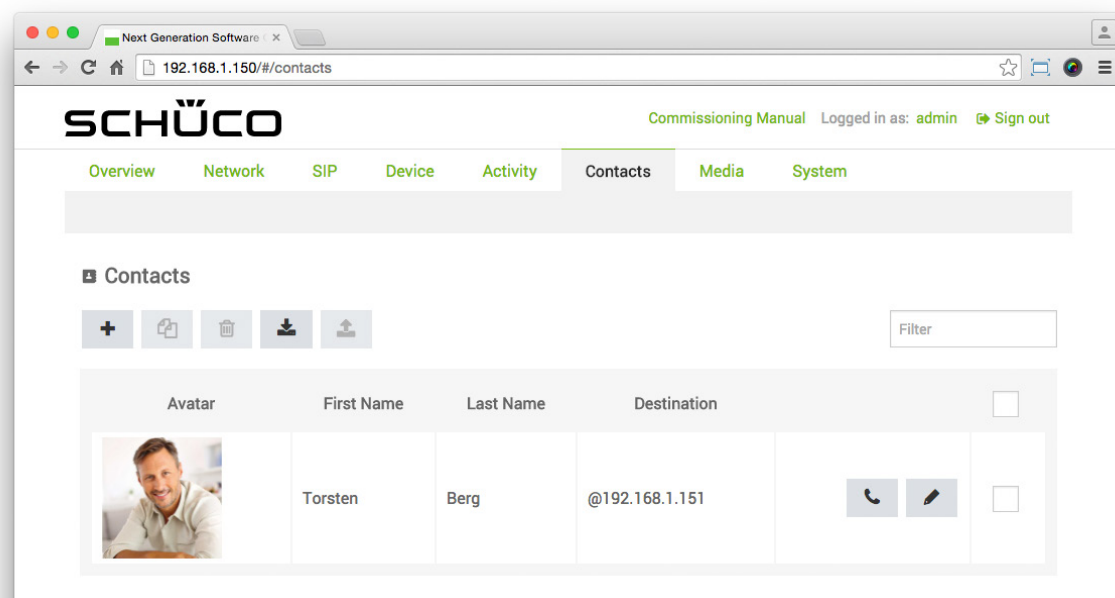 Next Generation Software
192.168.1.150/#/contacts
SCHÜCO
Commissioning Manual Logged in as: admin Sign out
Overview Network SIP Device Activity Contacts Media System
Contacts
Filter
Avatar First Name Last Name Destination
Torsten Berg @192.168.1.151